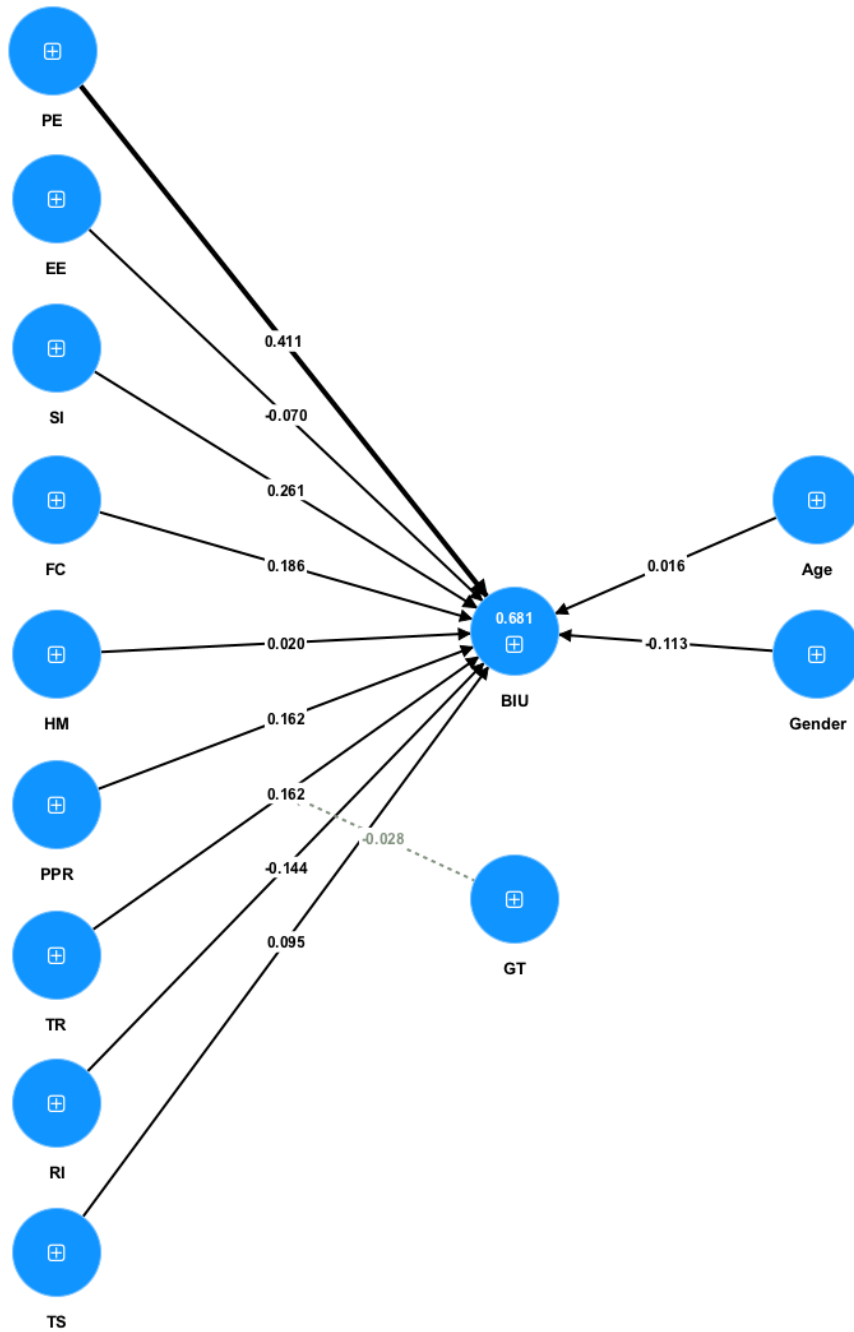 PE
EE
0.411
SI
-0.070
0.261
FC
0.186
0.016
Age
0.681
HM
0.020
-0.113
BIU
Gender
0.162
PPR
0.162
-0.028
-0.144
TR
0.095
GT
RI
TS